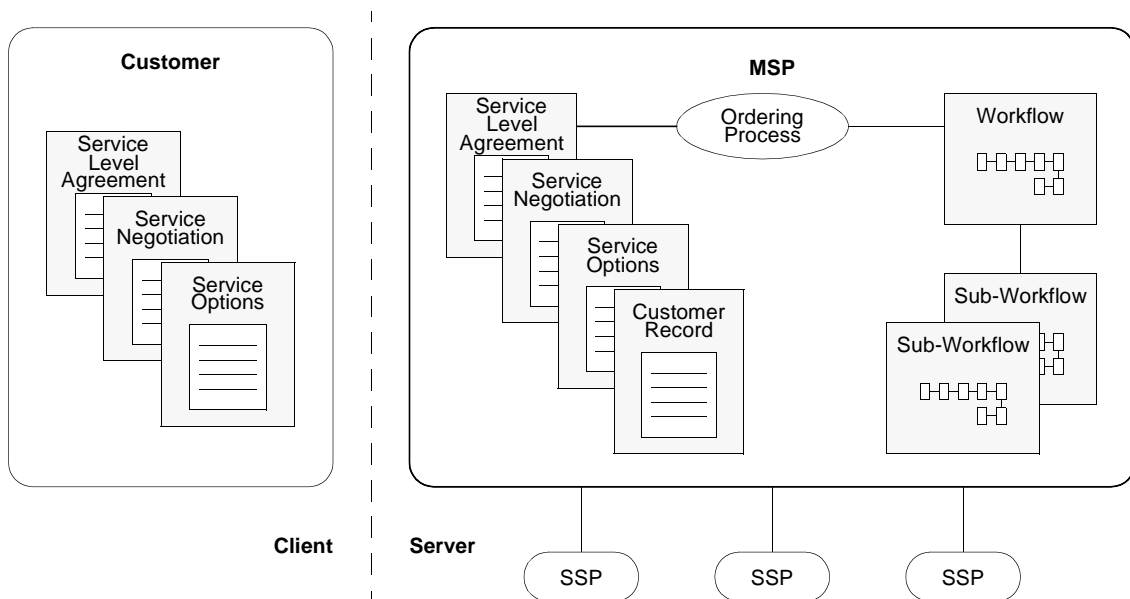 Customer
Service
Level
Agreement
Service
Negotiation
Service
Options
MSP
Service
Level
Agreement
Service
Negotiation
Service
Options
Customer
Record
Ordering
Process
Workflow
Sub-Workflow
Sub-Workflow
Client
Server
SSP
SSP
SSP